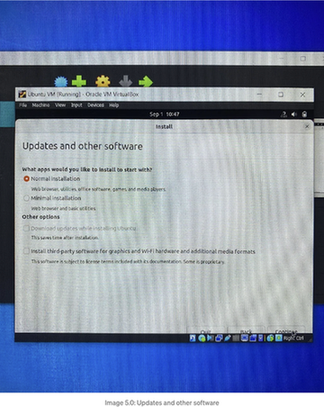 Ubuntu VM [Running] - Oracle VM VirtualBox
File Machine View Input Devices Help
Sep 1 10:47
Install
Updates and other software
What apps would you like to install to start with?
Normal installation
Web browser, utilities, office software, games, and media players.
Minimal installation
Web browser and basic utilities.
Other options
Download updates while installing Ubuntu
This saves time after installation.
Install third-party software for graphics and Wi-Fi hardware and additional media formats
This software is subject to license terms included with its documentation. Some is proprietary.
Quit Back Continue
Right Ctrl
Image 5.0: Updates and other software